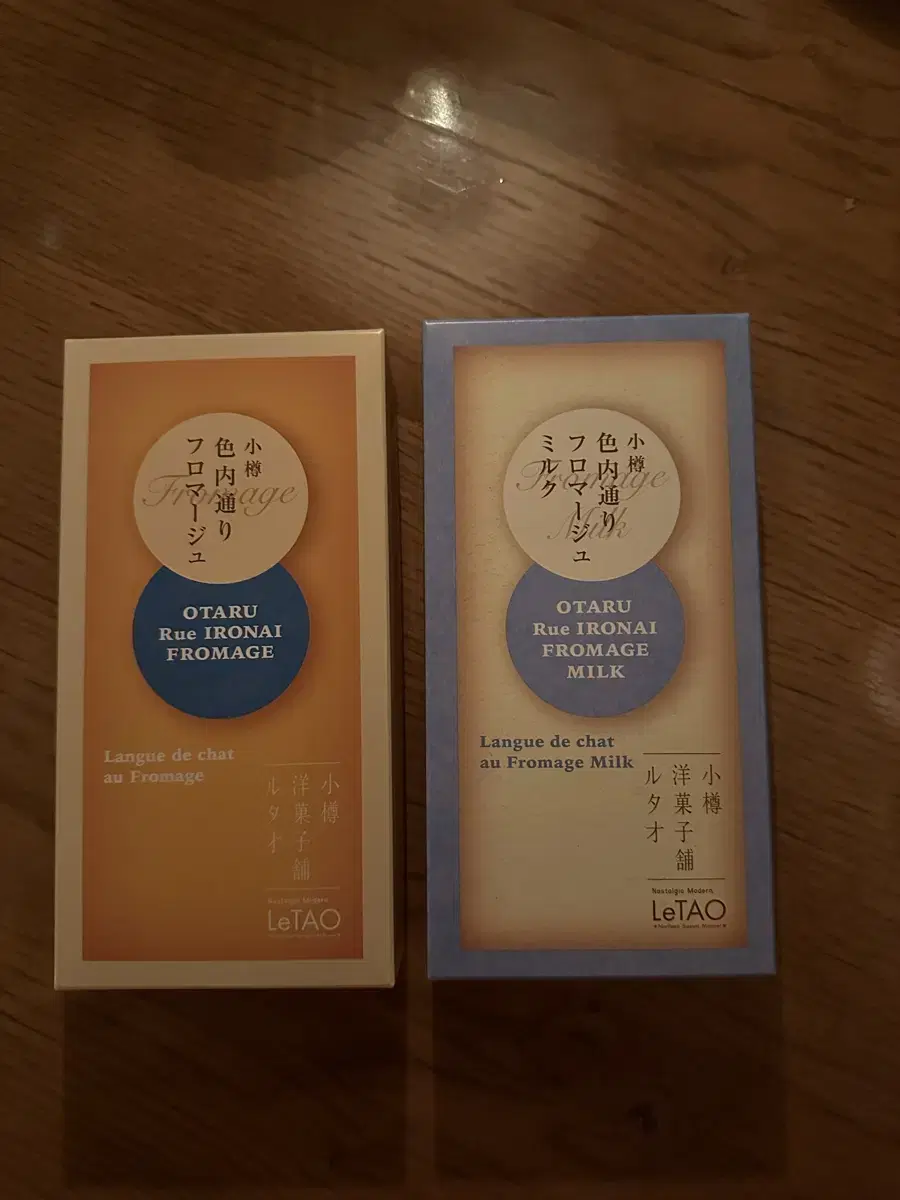 小樽
色内通り
フロマージュ
Fromage
OTARU
Rue IRONAI
FROMAGE
Langue de chat
au Fromage
小樽
洋菓子舗
ルタオ
Nostalgia Modern,
LeTAO
小樽
色内通り
フロマージュ
ミルク
Fromage
Milk
OTARU
Rue IRONAI
FROMAGE
MILK
Langue de chat
au Fromage Milk
小樽
洋菓子舗
ルタオ
Nostalgia Modern,
LeTAO